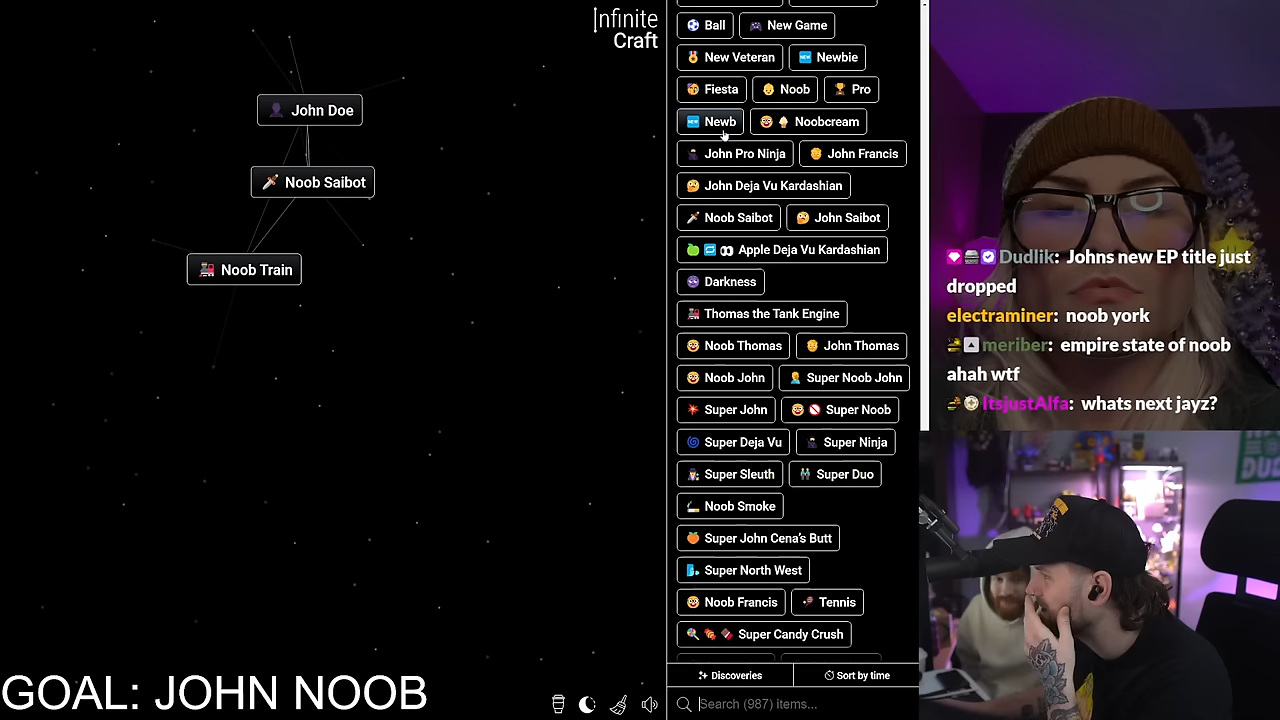 Infinite
Craft
John Doe
Noob Saibot
Noob Train
Ball
New Game
New Veteran
Newbie
Fiesta
Noob
Pro
Newb
Noobcream
John Pro Ninja
John Francis
John Deja Vu Kardashian
Noob Saibot
John Saibot
Apple Deja Vu Kardashian
Darkness
Thomas the Tank Engine
Noob Thomas
John Thomas
Noob John
Super Noob John
Super John
Super Noob
Super Deja Vu
Super Ninja
Super Sleuth
Super Duo
Noob Smoke
Super John Cena's Butt
Super North West
Noob Francis
Tennis
Super Candy Crush
Discoveries
Sort by time
Search (987) items...
GOAL: JOHN NOOB
Dudlik: Johns new EP title just
dropped
electraminer: noob york
meriber: empire state of noob
ahah wtf
ItsjustAlfa: whats next jayz?